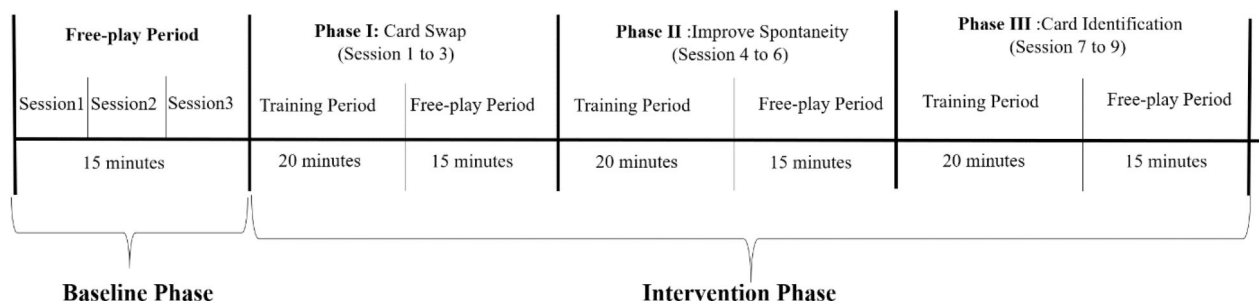 Free-play Period
Session1 Session2 Session3
15 minutes
Phase I: Card Swap
(Session 1 to 3)
Training Period Free-play Period
20 minutes 15 minutes
Phase II :Improve Spontaneity
(Session 4 to 6)
Training Period Free-play Period
20 minutes 15 minutes
Phase III :Card Identification
(Session 7 to 9)
Training Period Free-play Period
20 minutes 15 minutes
Baseline Phase
Intervention Phase